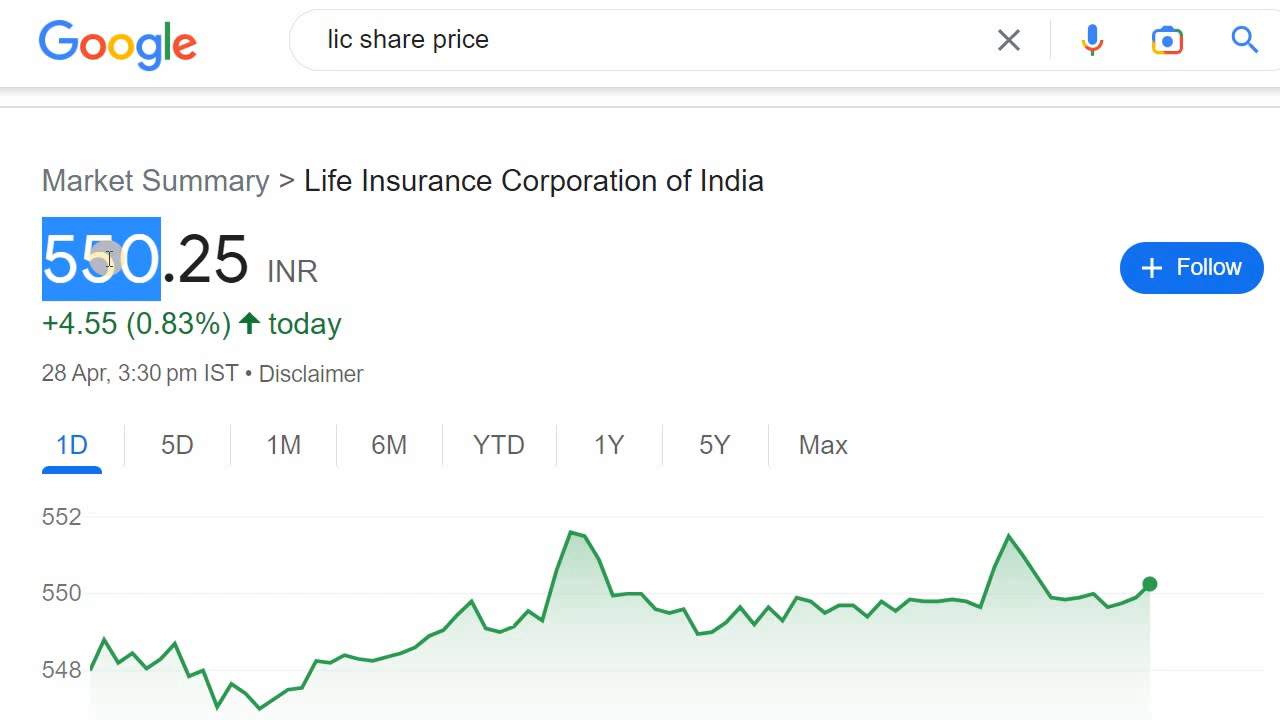 Google lic share price
Market Summary > Life Insurance Corporation of India
550.25 INR
+ Follow
+4.55 (0.83%) ↑ today
28 Apr, 3:30 pm IST • Disclaimer
1D 5D 1M 6M YTD 1Y 5Y Max
552
550
548